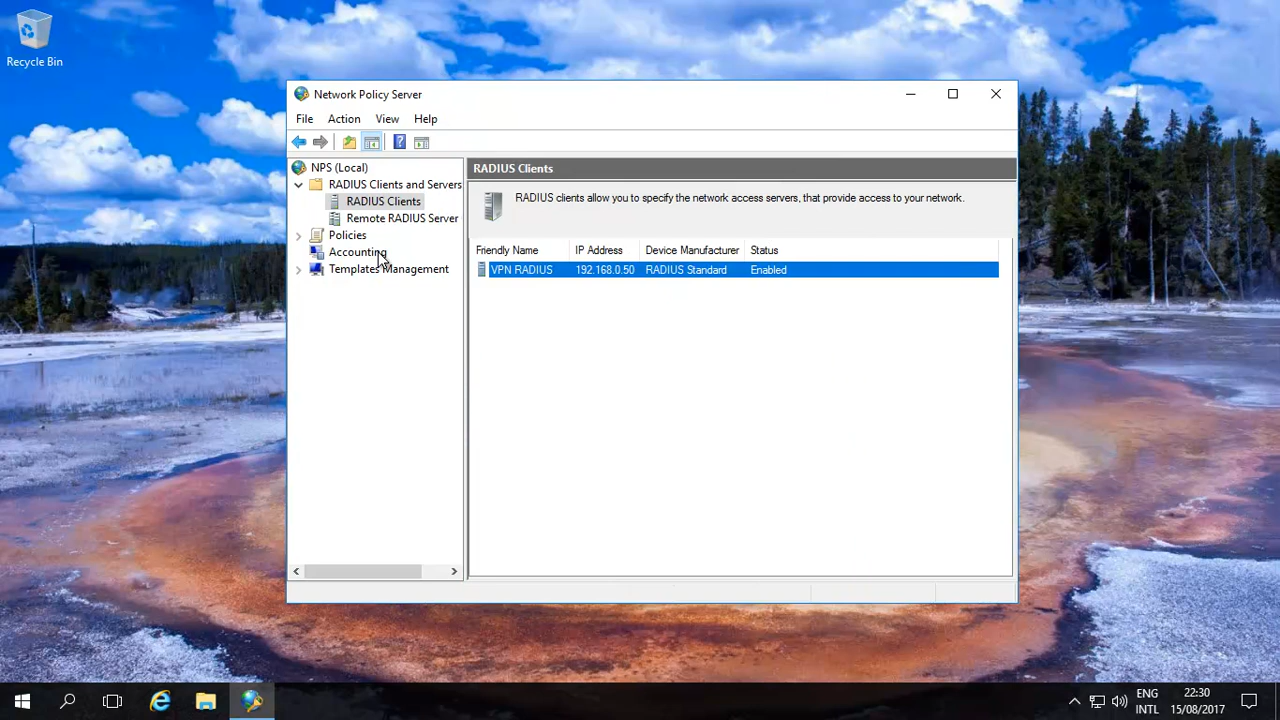 Recycle Bin
Network Policy Server
File Action View Help
NPS (Local)
RADIUS Clients and Servers
RADIUS Clients
Remote RADIUS Server
Policies
Accounting
Templates Management
RADIUS Clients
RADIUS clients allow you to specify the network access servers, that provide access to your network.
Friendly Name IP Address Device Manufacturer Status
VPN RADIUS 192.168.0.50 RADIUS Standard Enabled
ENG 22:30
INTL 15/08/2017